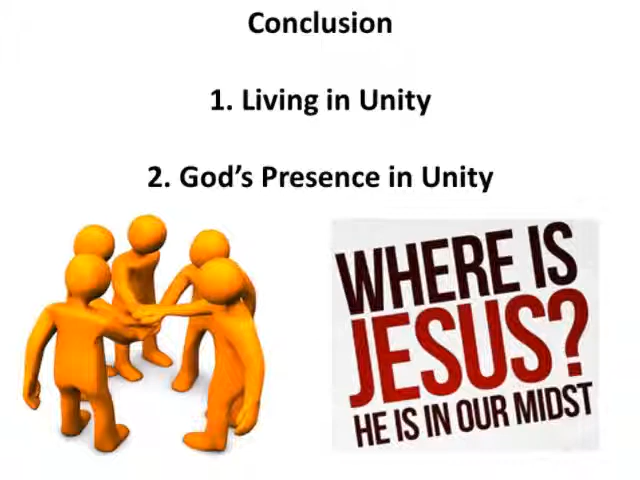 Conclusion
1. Living in Unity
2. God’s Presence in Unity
WHERE IS
JESUS?
HE IS IN OUR MIDST